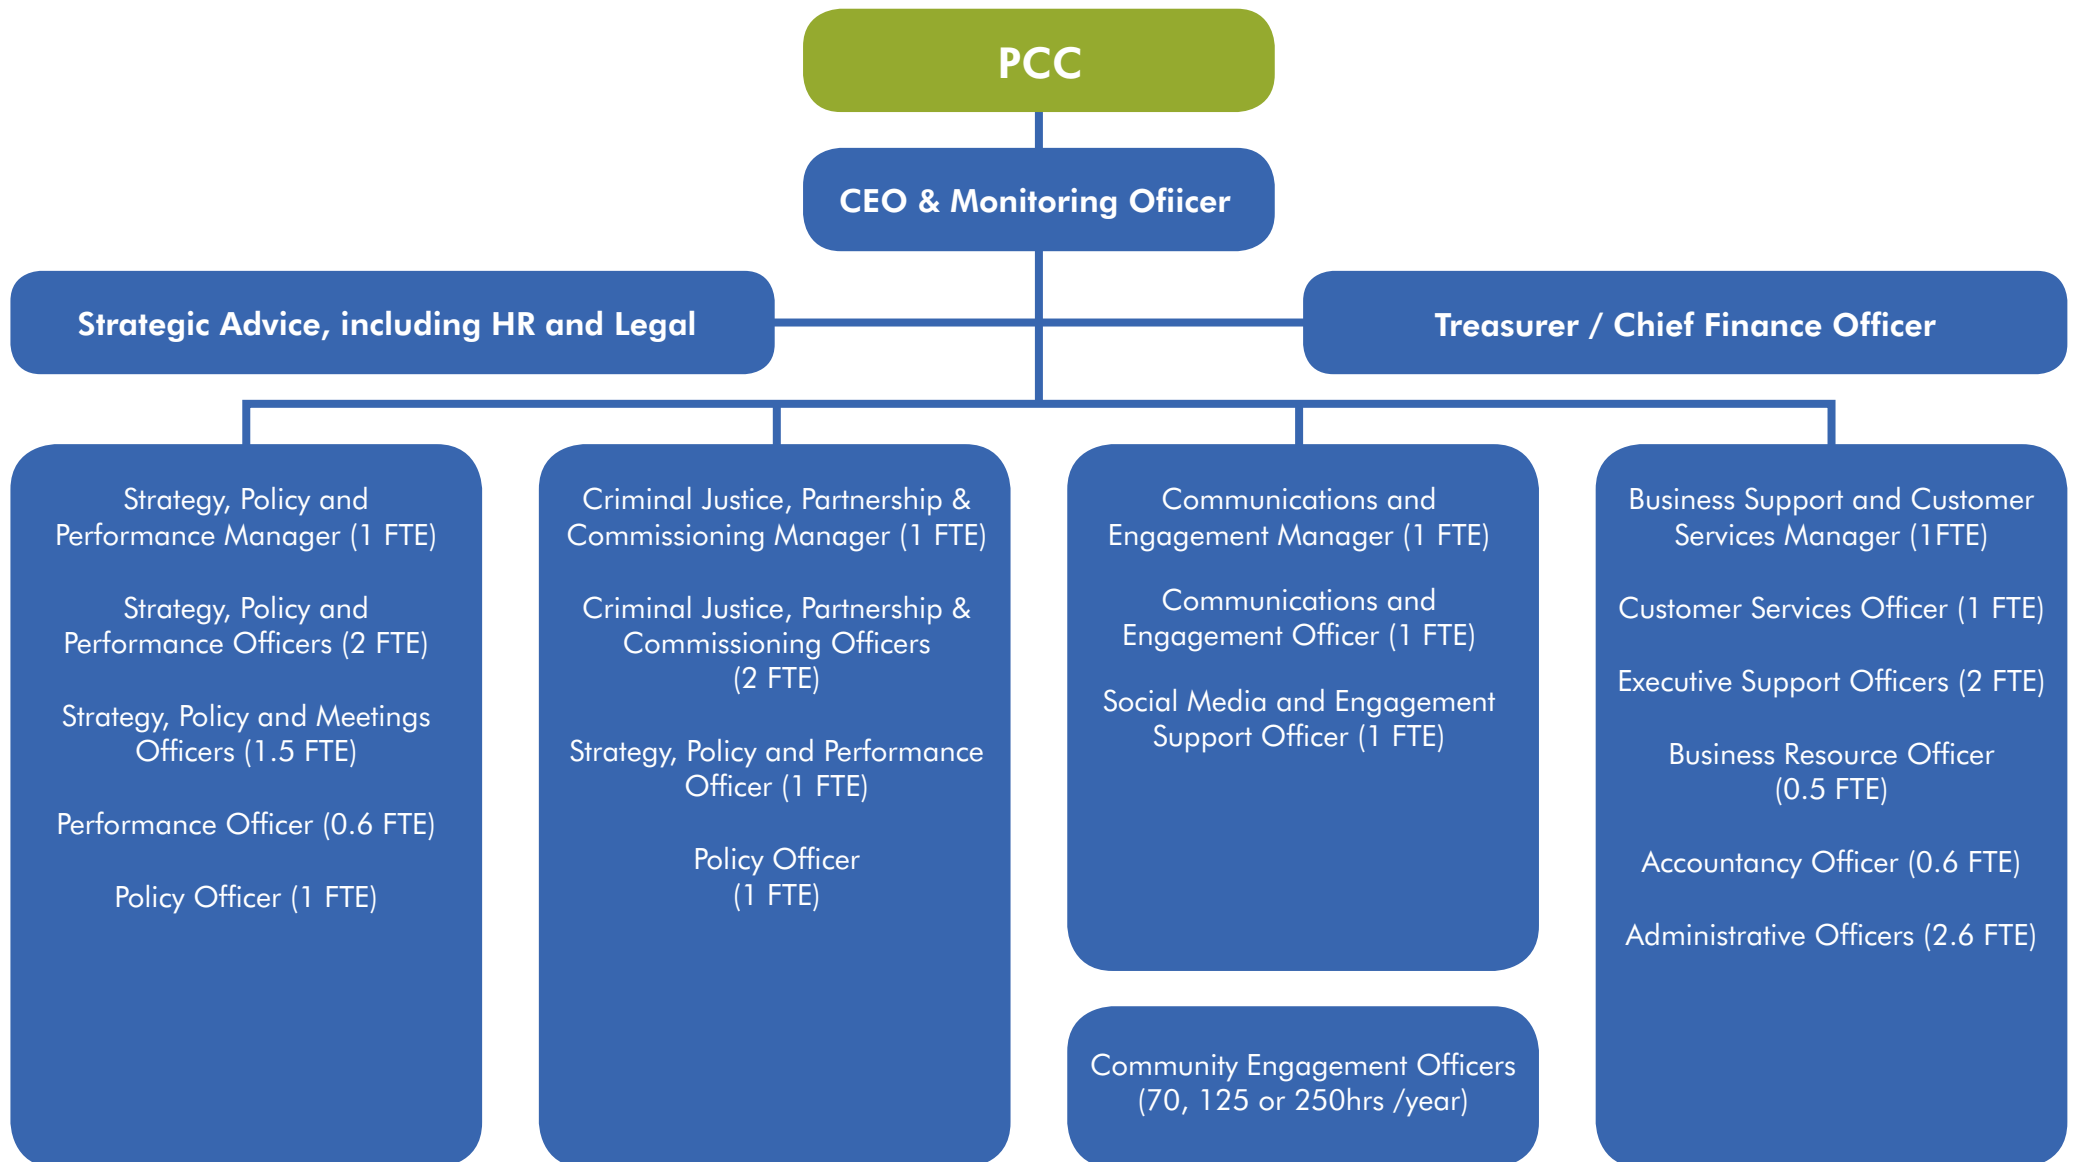 PCC
CEO & Monitoring Ofiicer
Strategic Advice, including HR and Legal
Treasurer / Chief Finance Officer
Strategy, Policy and
Performance Manager (1 FTE)
Strategy, Policy and
Performance Officers (2 FTE)
Strategy, Policy and Meetings
Officers (1.5 FTE)
Performance Officer (0.6 FTE)
Policy Officer (1 FTE)
Criminal Justice, Partnership &
Commissioning Manager (1 FTE)
Criminal Justice, Partnership &
Commissioning Officers
(2 FTE)
Strategy, Policy and Performance
Officer (1 FTE)
Policy Officer
(1 FTE)
Communications and
Engagement Manager (1 FTE)
Communications and
Engagement Officer (1 FTE)
Social Media and Engagement
Support Officer (1 FTE)
Community Engagement Officers
(70, 125 or 250hrs /year)
Business Support and Customer
Services Manager (1FTE)
Customer Services Officer (1 FTE)
Executive Support Officers (2 FTE)
Business Resource Officer
(0.5 FTE)
Accountancy Officer (0.6 FTE)
Administrative Officers (2.6 FTE)